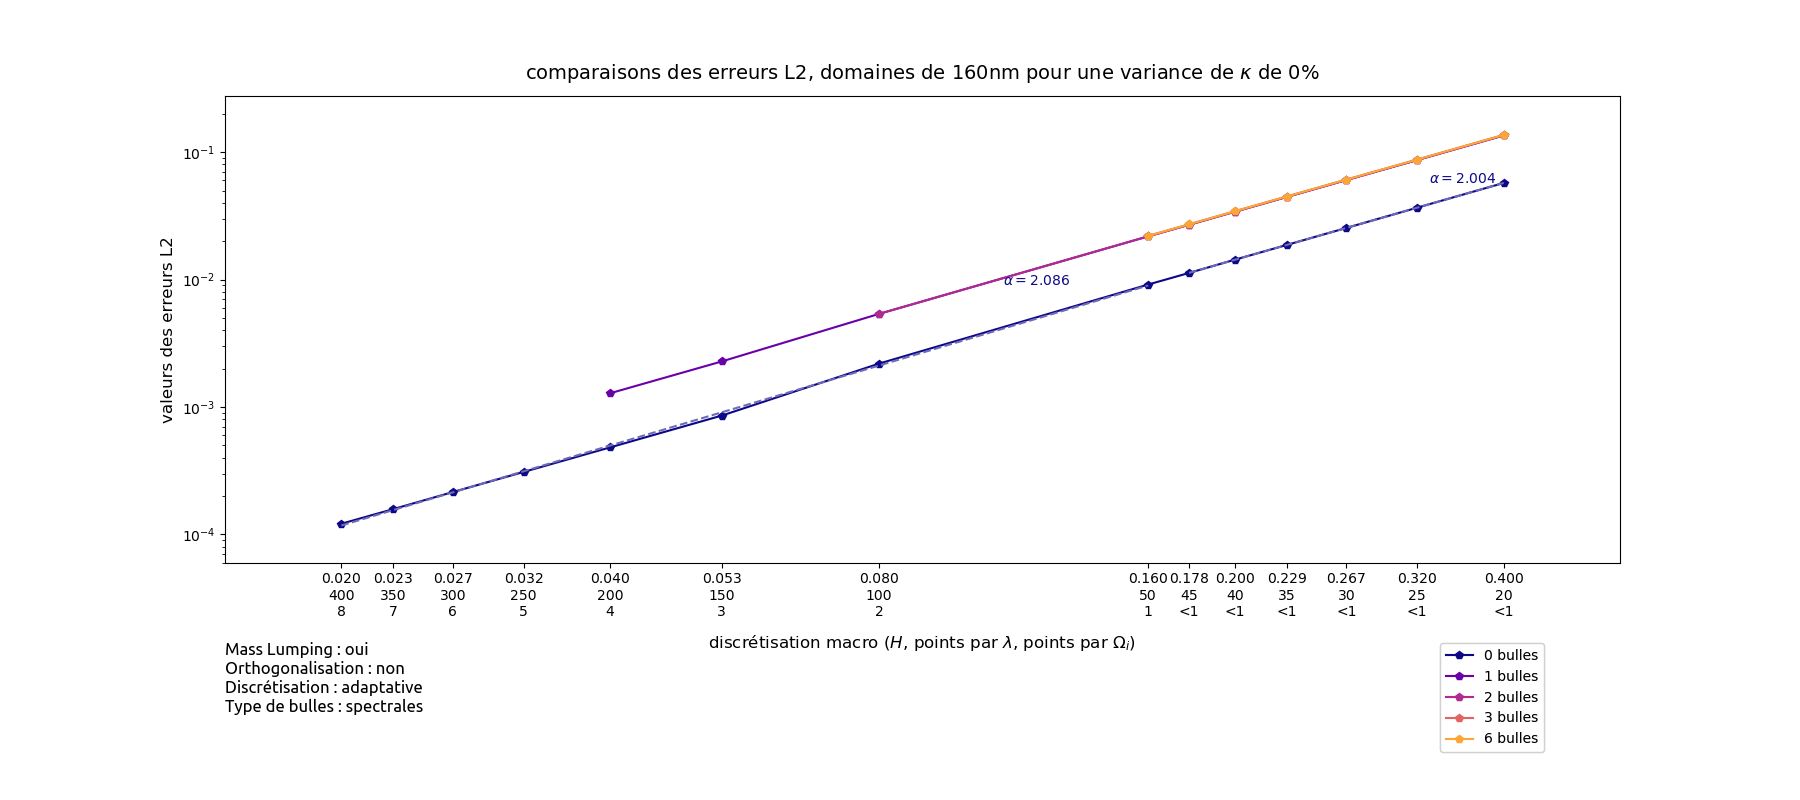 comparaisons des erreurs L2, domaines de 160nm pour une variance de κ de 0%
valeurs des erreurs L2
10⁻¹
10⁻²
10⁻³
10⁻⁴
α = 2.004
α = 2.086
0.020 0.023 0.027 0.032 0.040 0.053 0.080 0.160 0.178 0.200 0.229 0.267 0.320 0.400
400 350 300 250 200 150 100 50 45 40 35 30 25 20
8 7 6 5 4 3 2 1 <1 <1 <1 <1 <1 <1
discrétisation macro (H, points par λ, points par Ωᵢ)
Mass Lumping : oui
Orthogonalisation : non
Discrétisation : adaptative
Type de bulles : spectrales
0 bulles
1 bulles
2 bulles
3 bulles
6 bulles